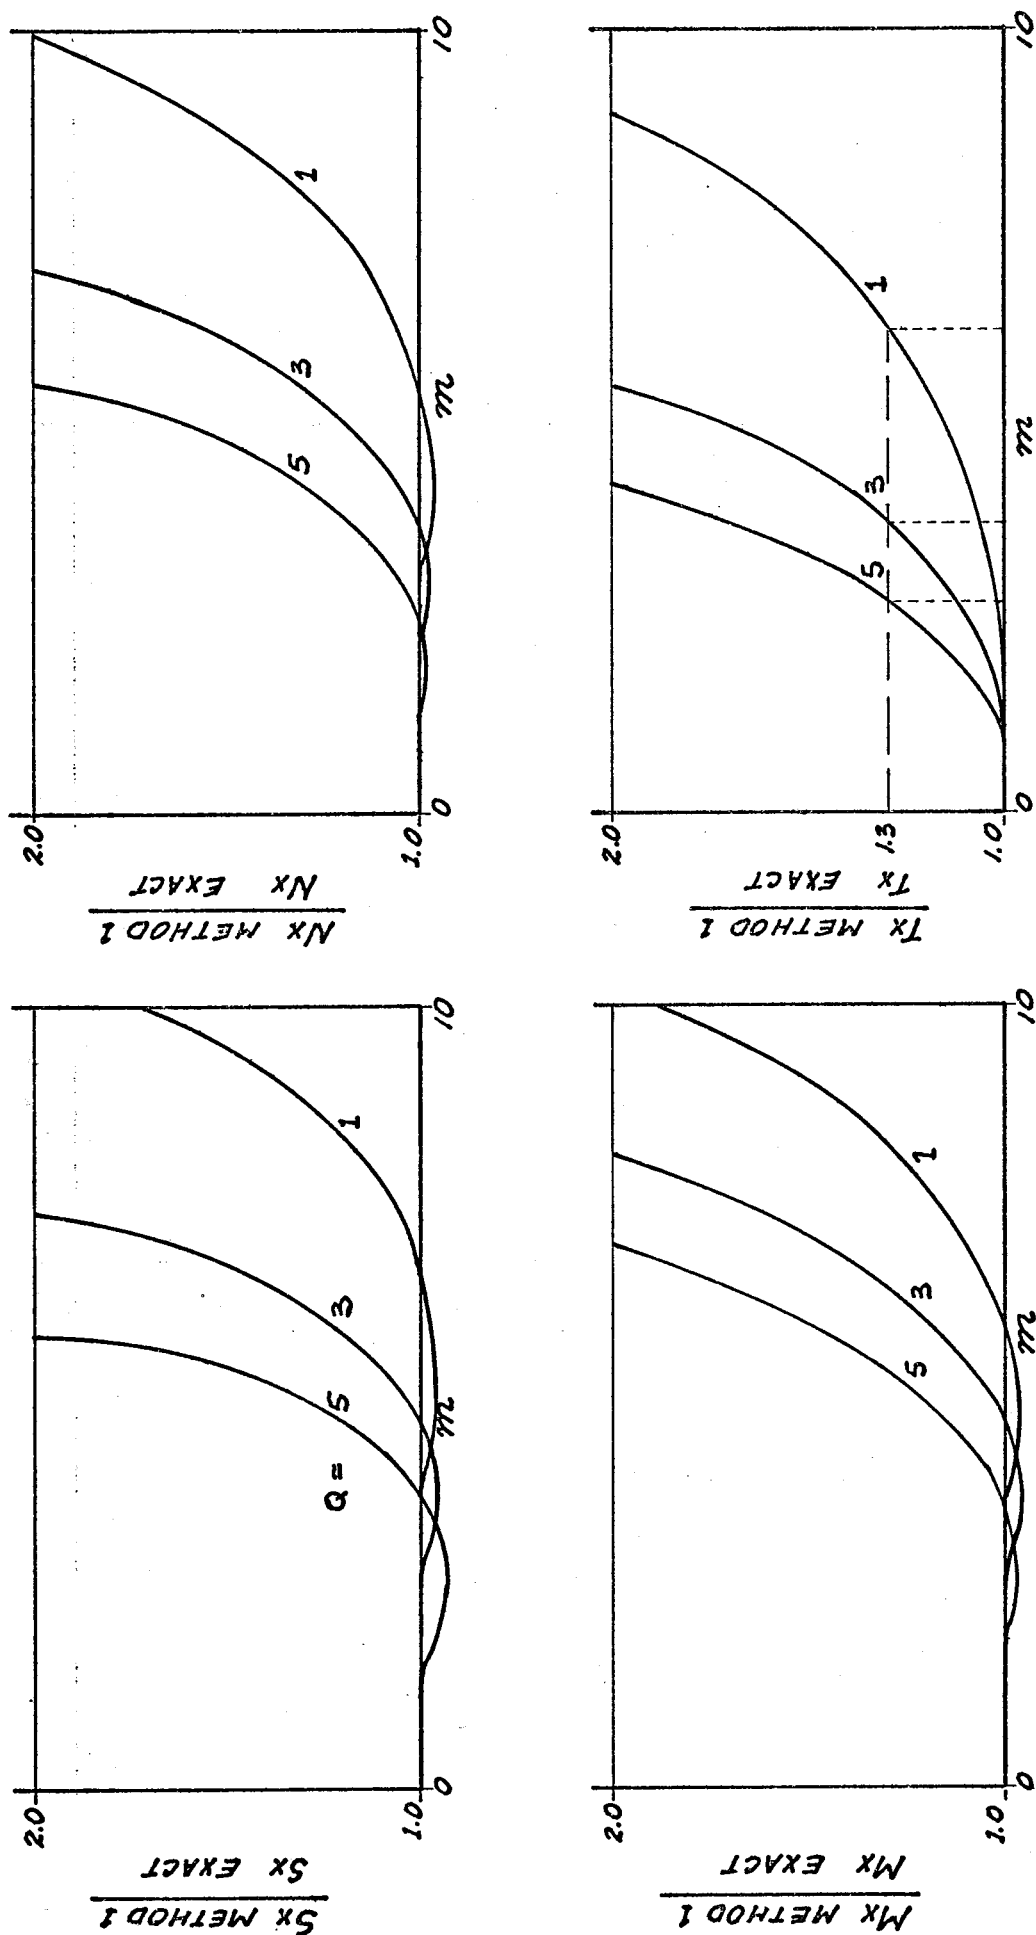 SX METHOD 1
SX EXACT
2.0
1.0
Q =
5
3
1
0
m
10
NX METHOD 1
NX EXACT
2.0
1.0
5
3
1
0
m
10
MX METHOD 1
MX EXACT
2.0
1.0
5
3
1
0
m
10
TX METHOD 1
TX EXACT
2.0
1.3
1.0
5
3
1
0
m
10